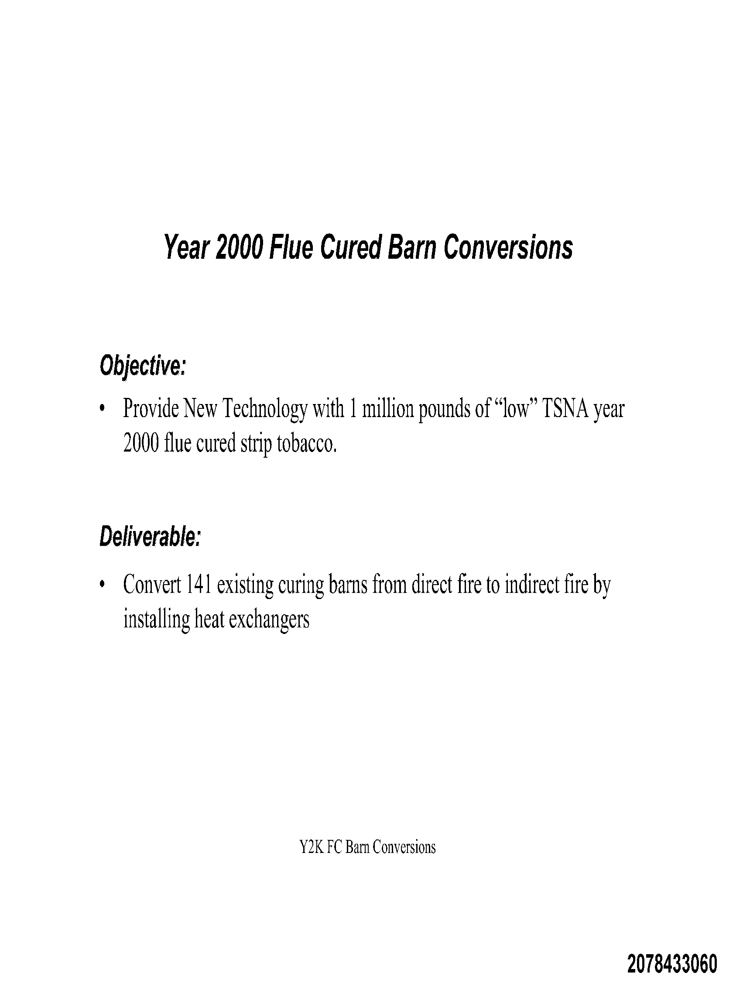 Year 2000 Flue Cured Barn Conversions
Objective:
• Provide New Technology with 1 million pounds of “low” TSNA year
2000 flue cured strip tobacco.
Deliverable:
• Convert 141 existing curing barns from direct fire to indirect fire by
installing heat exchangers
Y2K FC Barn Conversions
2078433060